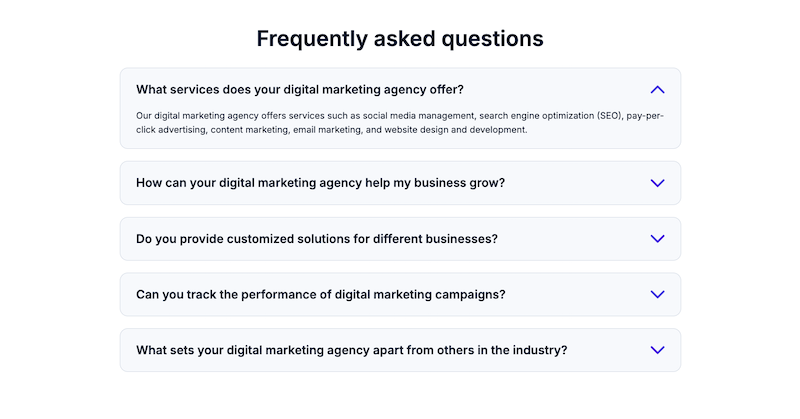 Frequently asked questions
What services does your digital marketing agency offer?
Our digital marketing agency offers services such as social media management, search engine optimization (SEO), pay-per-
click advertising, content marketing, email marketing, and website design and development.
How can your digital marketing agency help my business grow?
Do you provide customized solutions for different businesses?
Can you track the performance of digital marketing campaigns?
What sets your digital marketing agency apart from others in the industry?